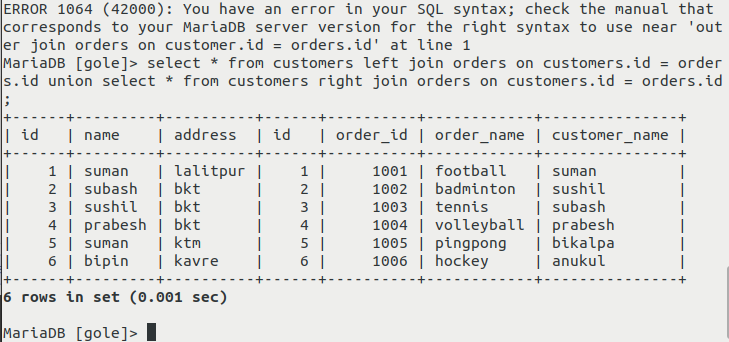 ERROR 1064 (42000): You have an error in your SQL syntax; check the manual that
corresponds to your MariaDB server version for the right syntax to use near 'out
er join orders on customer.id = orders.id' at line 1
MariaDB [gole]> select * from customers left join orders on customers.id = order
s.id union select * from customers right join orders on customers.id = orders.id
;
+------+---------+----------+------+----------+------------+---------------+
| id   | name    | address  | id   | order_id | order_name | customer_name |
+------+---------+----------+------+----------+------------+---------------+
|    1 | suman   | lalitpur |    1 |     1001 | football   | suman         |
|    2 | subash  | bkt      |    2 |     1002 | badminton  | sushil        |
|    3 | sushil  | bkt      |    3 |     1003 | tennis     | subash        |
|    4 | prabesh | bkt      |    4 |     1004 | volleyball | prabesh       |
|    5 | suman   | ktm      |    5 |     1005 | pingpong   | bikalpa       |
|    6 | bipin   | kavre    |    6 |     1006 | hockey     | anukul        |
+------+---------+----------+------+----------+------------+---------------+
6 rows in set (0.001 sec)
MariaDB [gole]>